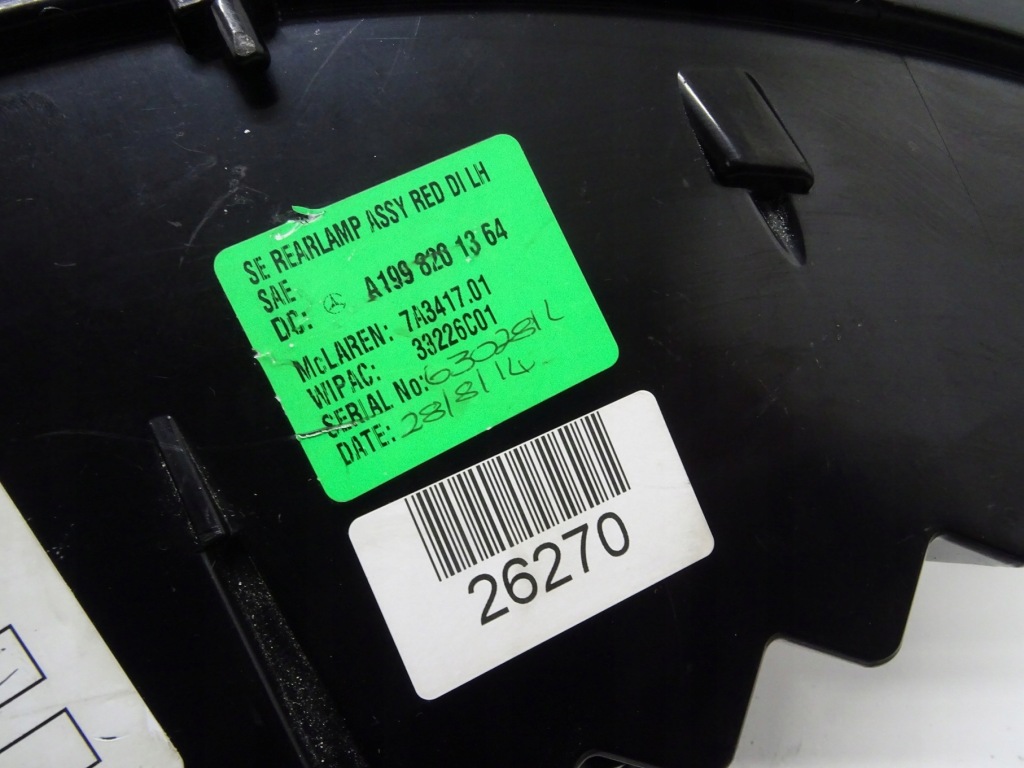 SE REARLAMP ASSY RED DI LH
SAE
DC: A199 820 13 64
McLAREN: 7A3417.01
WIPAC: 33226C01
SERIAL No: 630281L
DATE: 28/8/14
26270